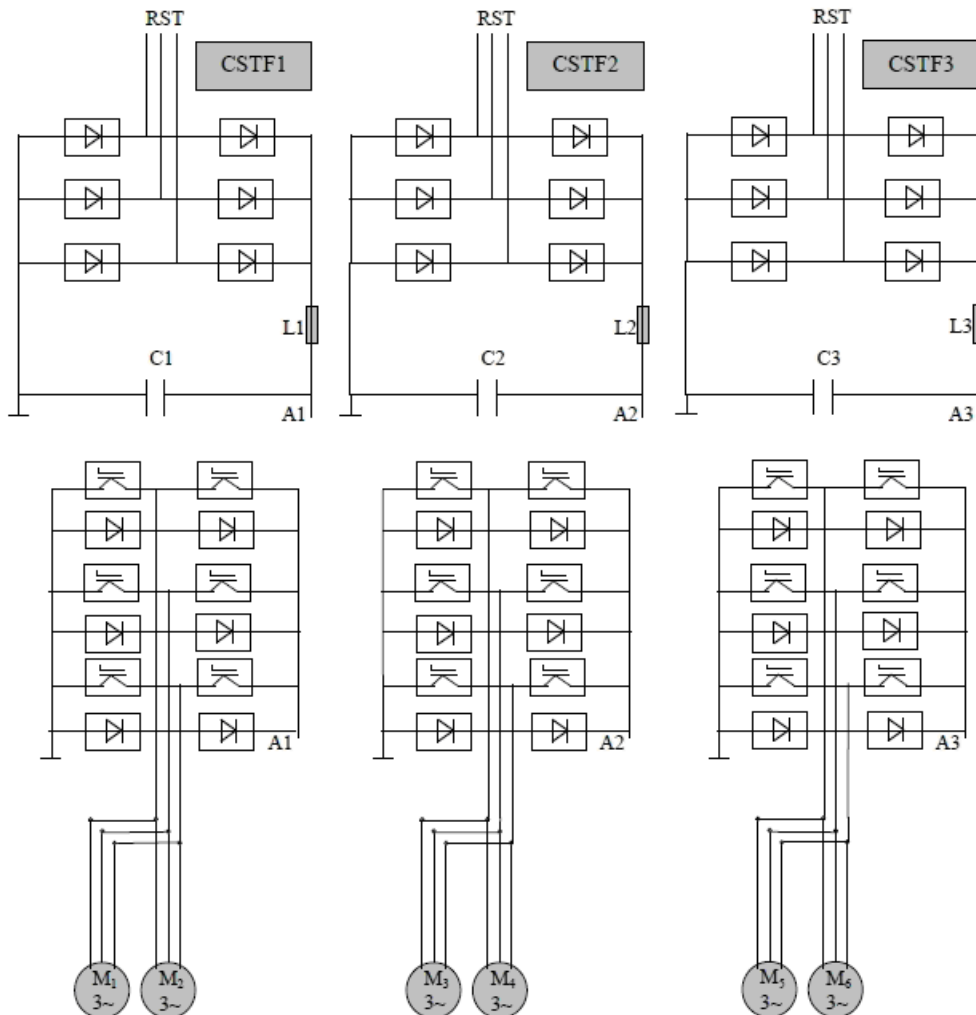 RST RST RST
CSTF1 CSTF2 CSTF3
L1 L2 L3
C1 C2 C3
A1 A2 A3
A1 A2 A3
M₁ M₂ M₃ M₄ M₅ M₆
3~ 3~ 3~ 3~ 3~ 3~